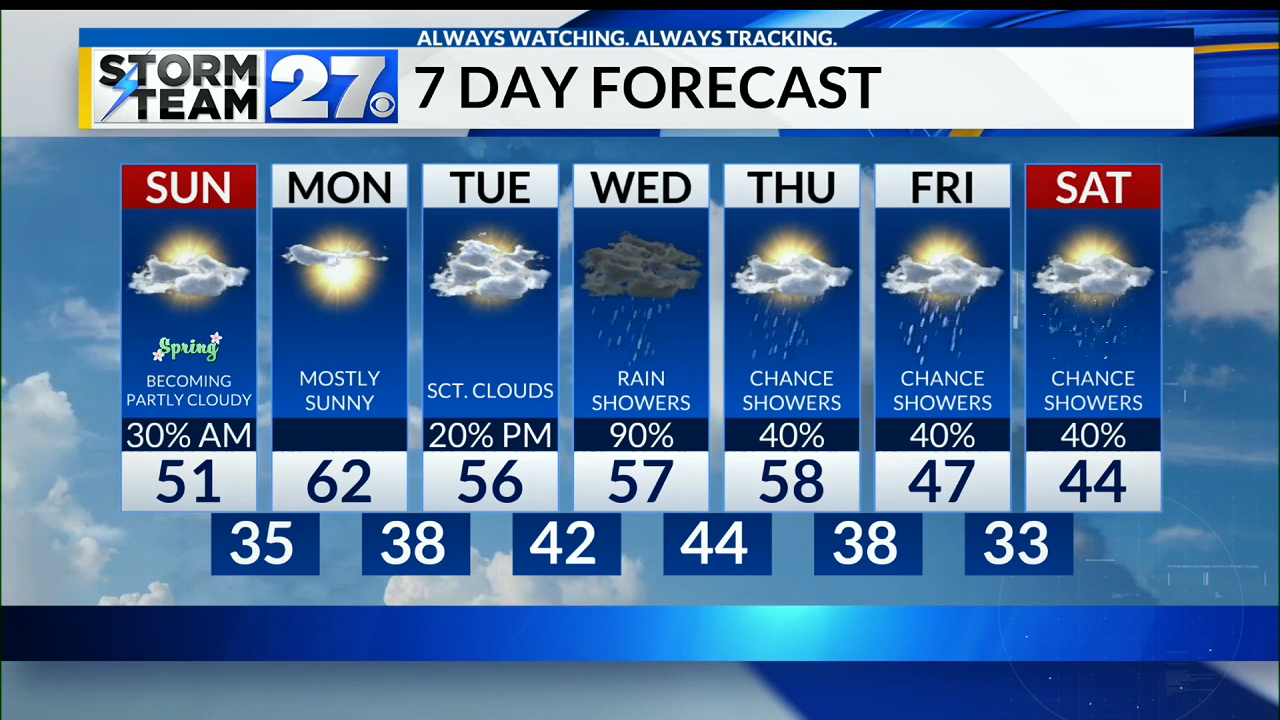 ALWAYS WATCHING. ALWAYS TRACKING.
STORM
TEAM
27
7 DAY FORECAST
SUN MON TUE WED THU FRI SAT
Spring
BECOMING
PARTLY CLOUDY
MOSTLY
SUNNY
SCT. CLOUDS
RAIN
SHOWERS
CHANCE
SHOWERS
CHANCE
SHOWERS
CHANCE
SHOWERS
30% AM 20% PM 90% 40% 40% 40%
51 62 56 57 58 47 44
35 38 42 44 38 33